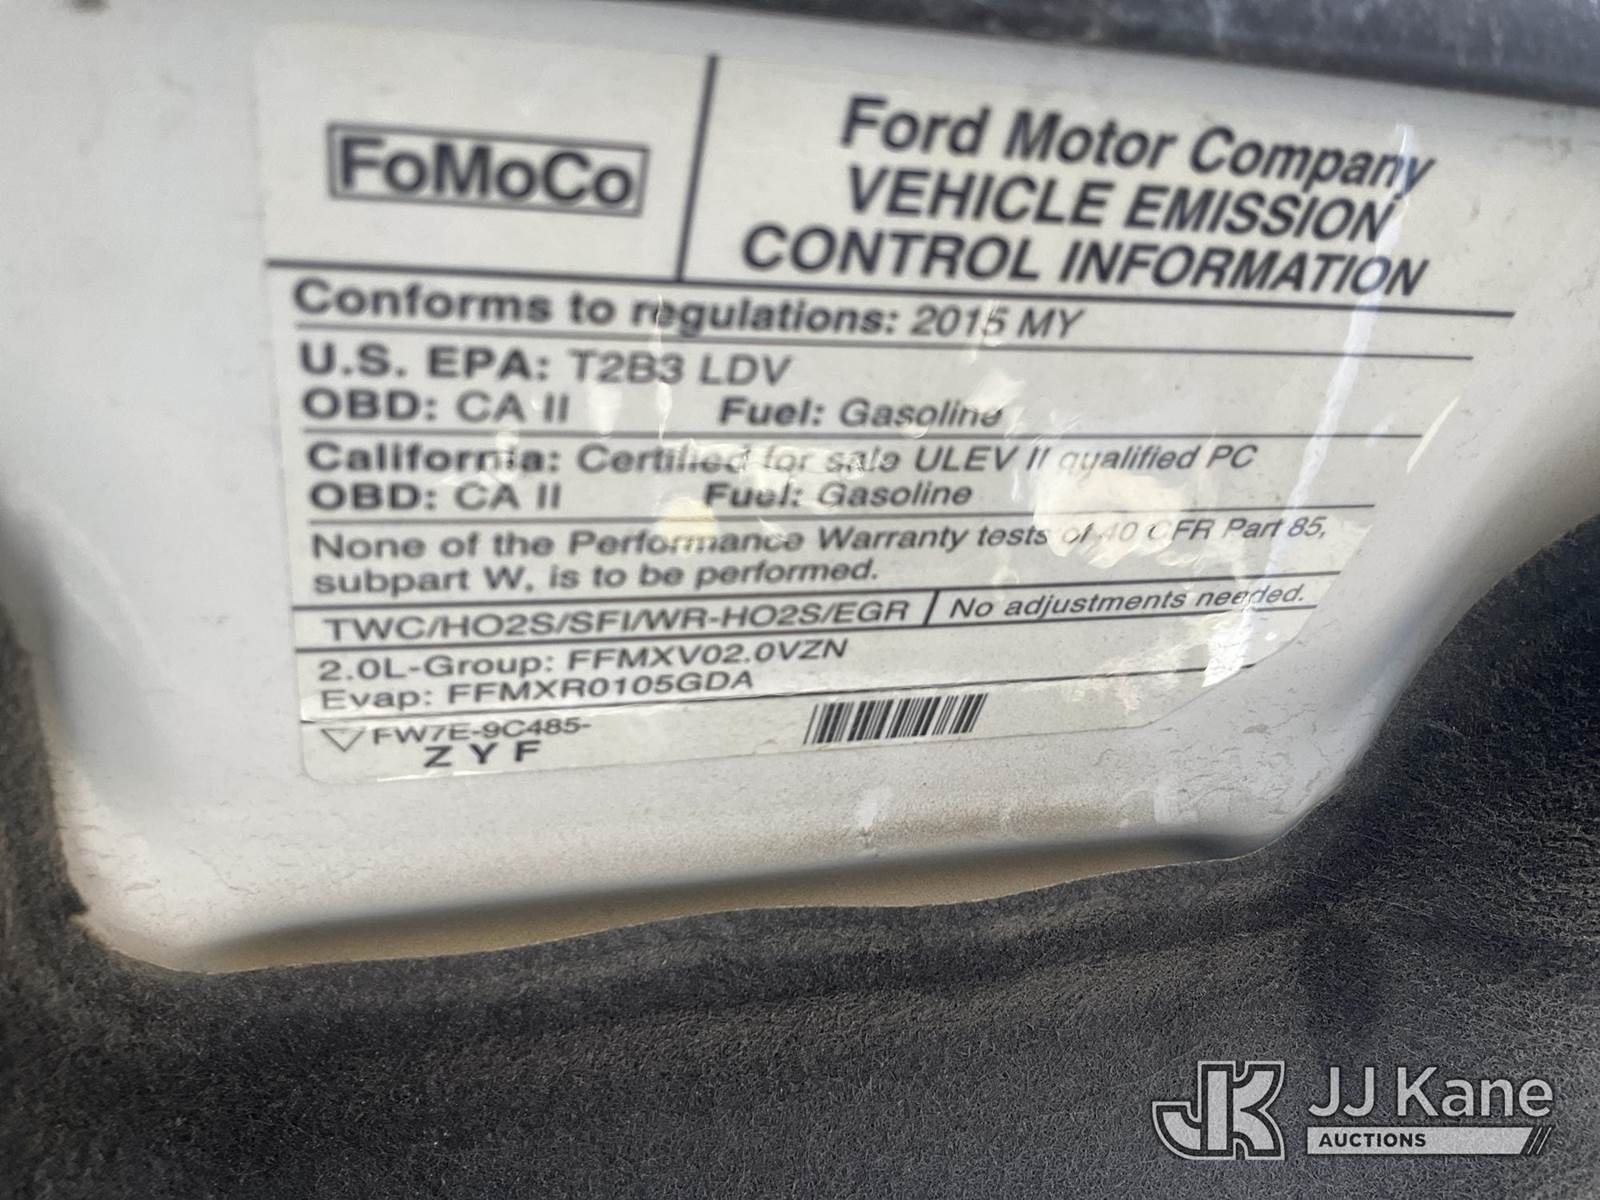 FoMoCo
Ford Motor Company
VEHICLE EMISSION
CONTROL INFORMATION
Conforms to regulations: 2015 MY
U.S. EPA: T2B3 LDV
OBD: CA II Fuel: Gasoline
California: Certified for sale ULEV II qualified PC
OBD: CA II Fuel: Gasoline
None of the Performance Warranty tests of 40 CFR Part 85,
subpart W, is to be performed.
TWC/HO2S/SFI/WR-HO2S/EGR No adjustments needed.
2.0L-Group: FFMXV02.0VZN
Evap: FFMXR0105GDA
FW7E-9C485-
ZYF
JK JJ Kane
AUCTIONS